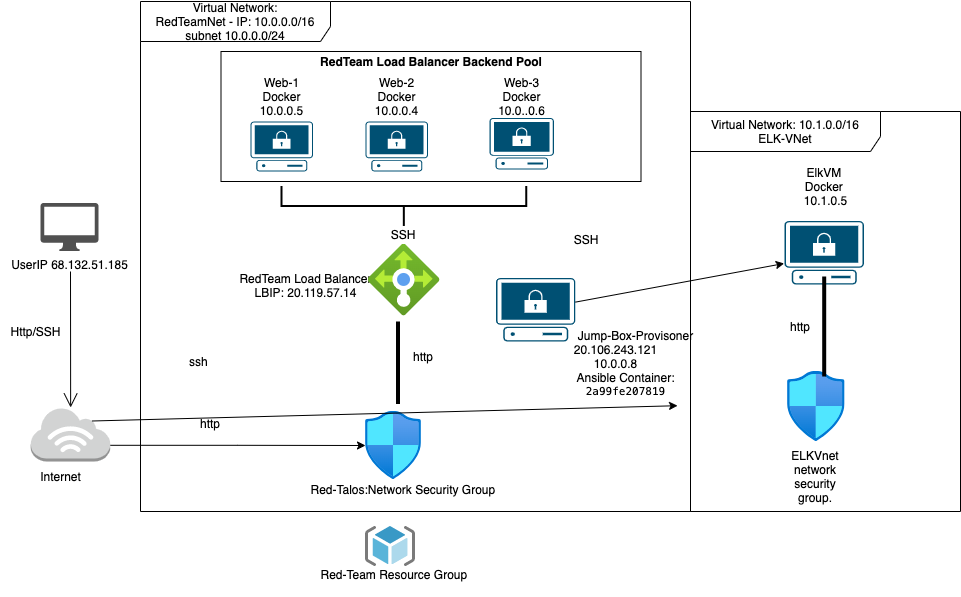 Virtual Network:
RedTeamNet - IP: 10.0.0.0/16
subnet 10.0.0.0/24
RedTeam Load Balancer Backend Pool
Web-1
Docker
10.0.0.5
Web-2
Docker
10.0.0.4
Web-3
Docker
10.0..0.6
Virtual Network: 10.1.0.0/16
ELK-VNet
ElkVM
Docker
10.1.0.5
UserIP 68.132.51.185
SSH
SSH
RedTeam Load Balancer
LBIP: 20.119.57.14
Http/SSH
ssh
http
http
Jump-Box-Provisoner
20.106.243.121
10.0.0.8
Ansible Container:
2a99fe207819
http
Internet
Red-Talos:Network Security Group
ELKVnet
network
security
group.
Red-Team Resource Group